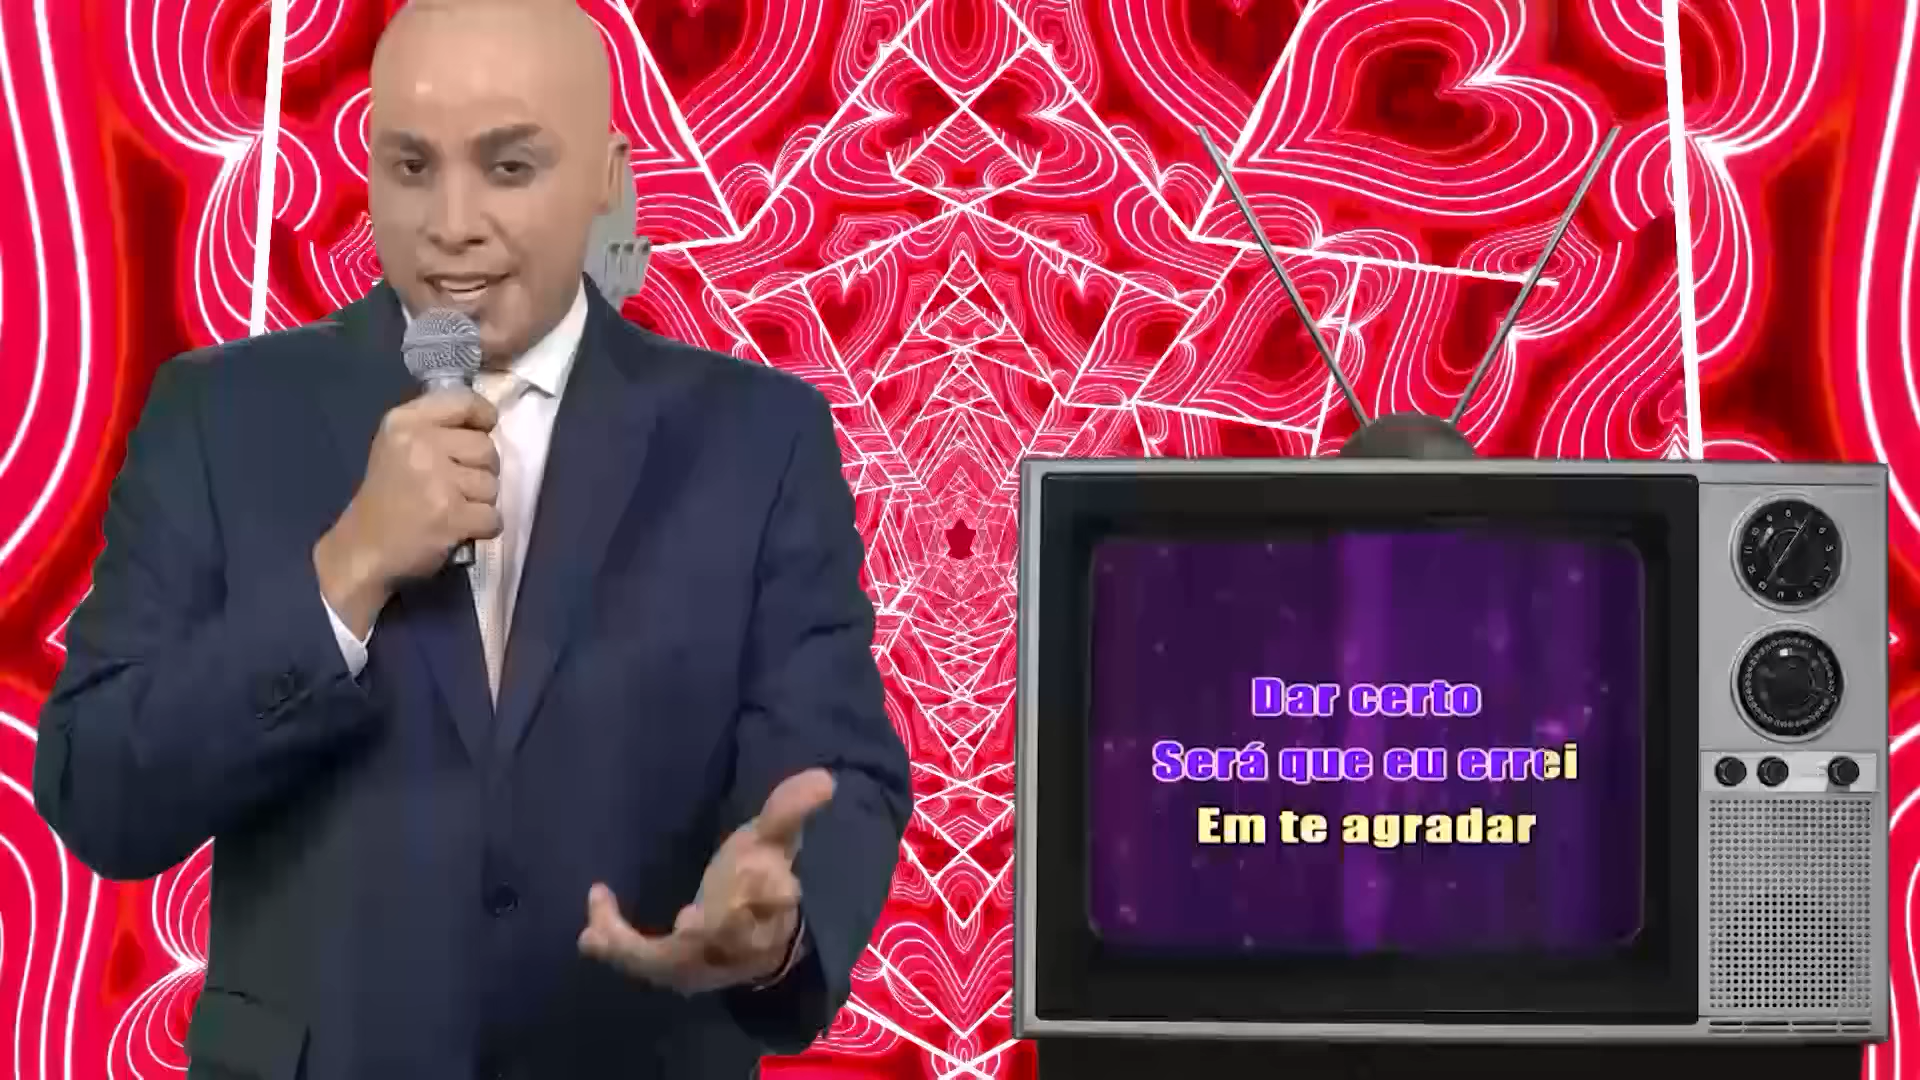 Dar certo
Será que eu errei
Em te agradar